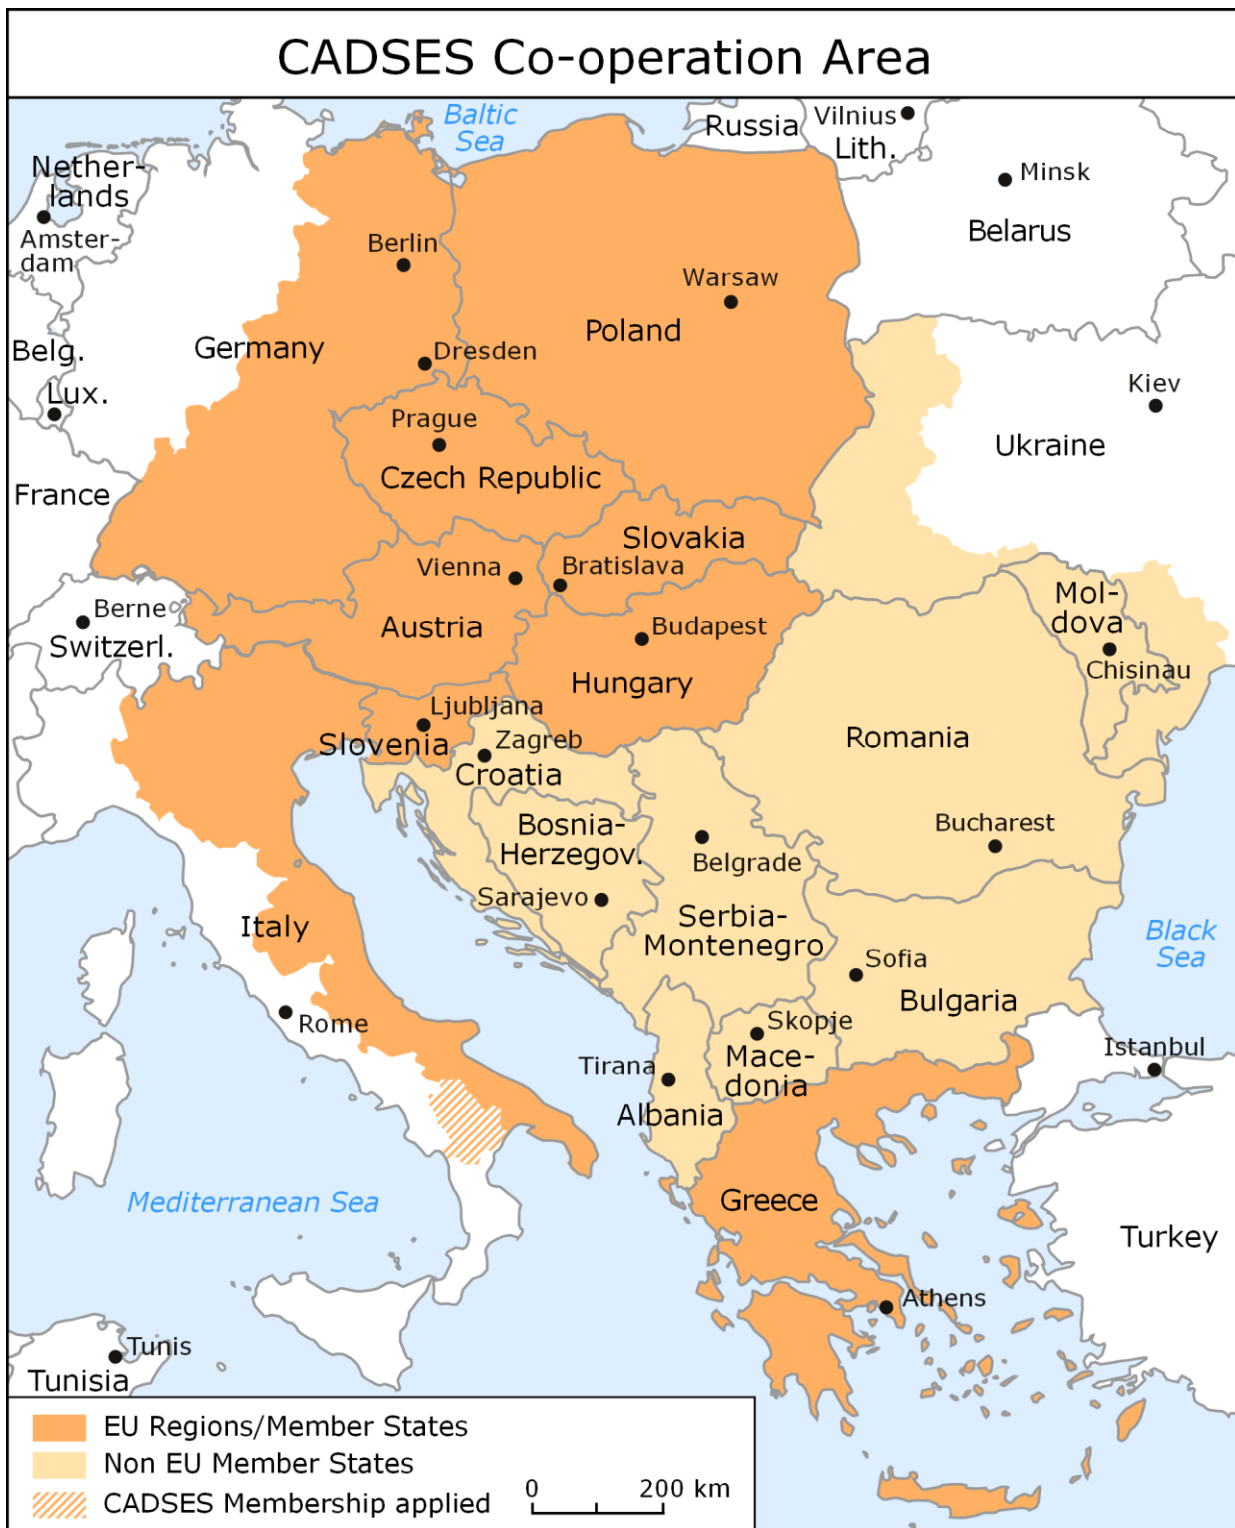 CADSES Co-operation Area
Baltic
Sea
Russia
Vilnius
Lith.
Nether-
lands
Minsk
Amster-
dam
Berlin
Belarus
Warsaw
Poland
Belg.
Germany
Dresden
Lux.
Kiev
Prague
Ukraine
Czech Republic
France
Slovakia
Vienna
Bratislava
Mol-
dova
Berne
Switzerl.
Austria
Budapest
Chisinau
Hungary
Ljubljana
Slovenia
Zagreb
Croatia
Romania
Bosnia-
Herzegov.
Belgrade
Bucharest
Sarajevo
Serbia-
Montenegro
Italy
Black
Sea
Sofia
Bulgaria
Rome
Skopje
Mace-
donia
Istanbul
Tirana
Albania
Mediterranean Sea
Greece
Turkey
Athens
Tunis
Tunisia
EU Regions/Member States
Non EU Member States
CADSES Membership applied
0 200 km